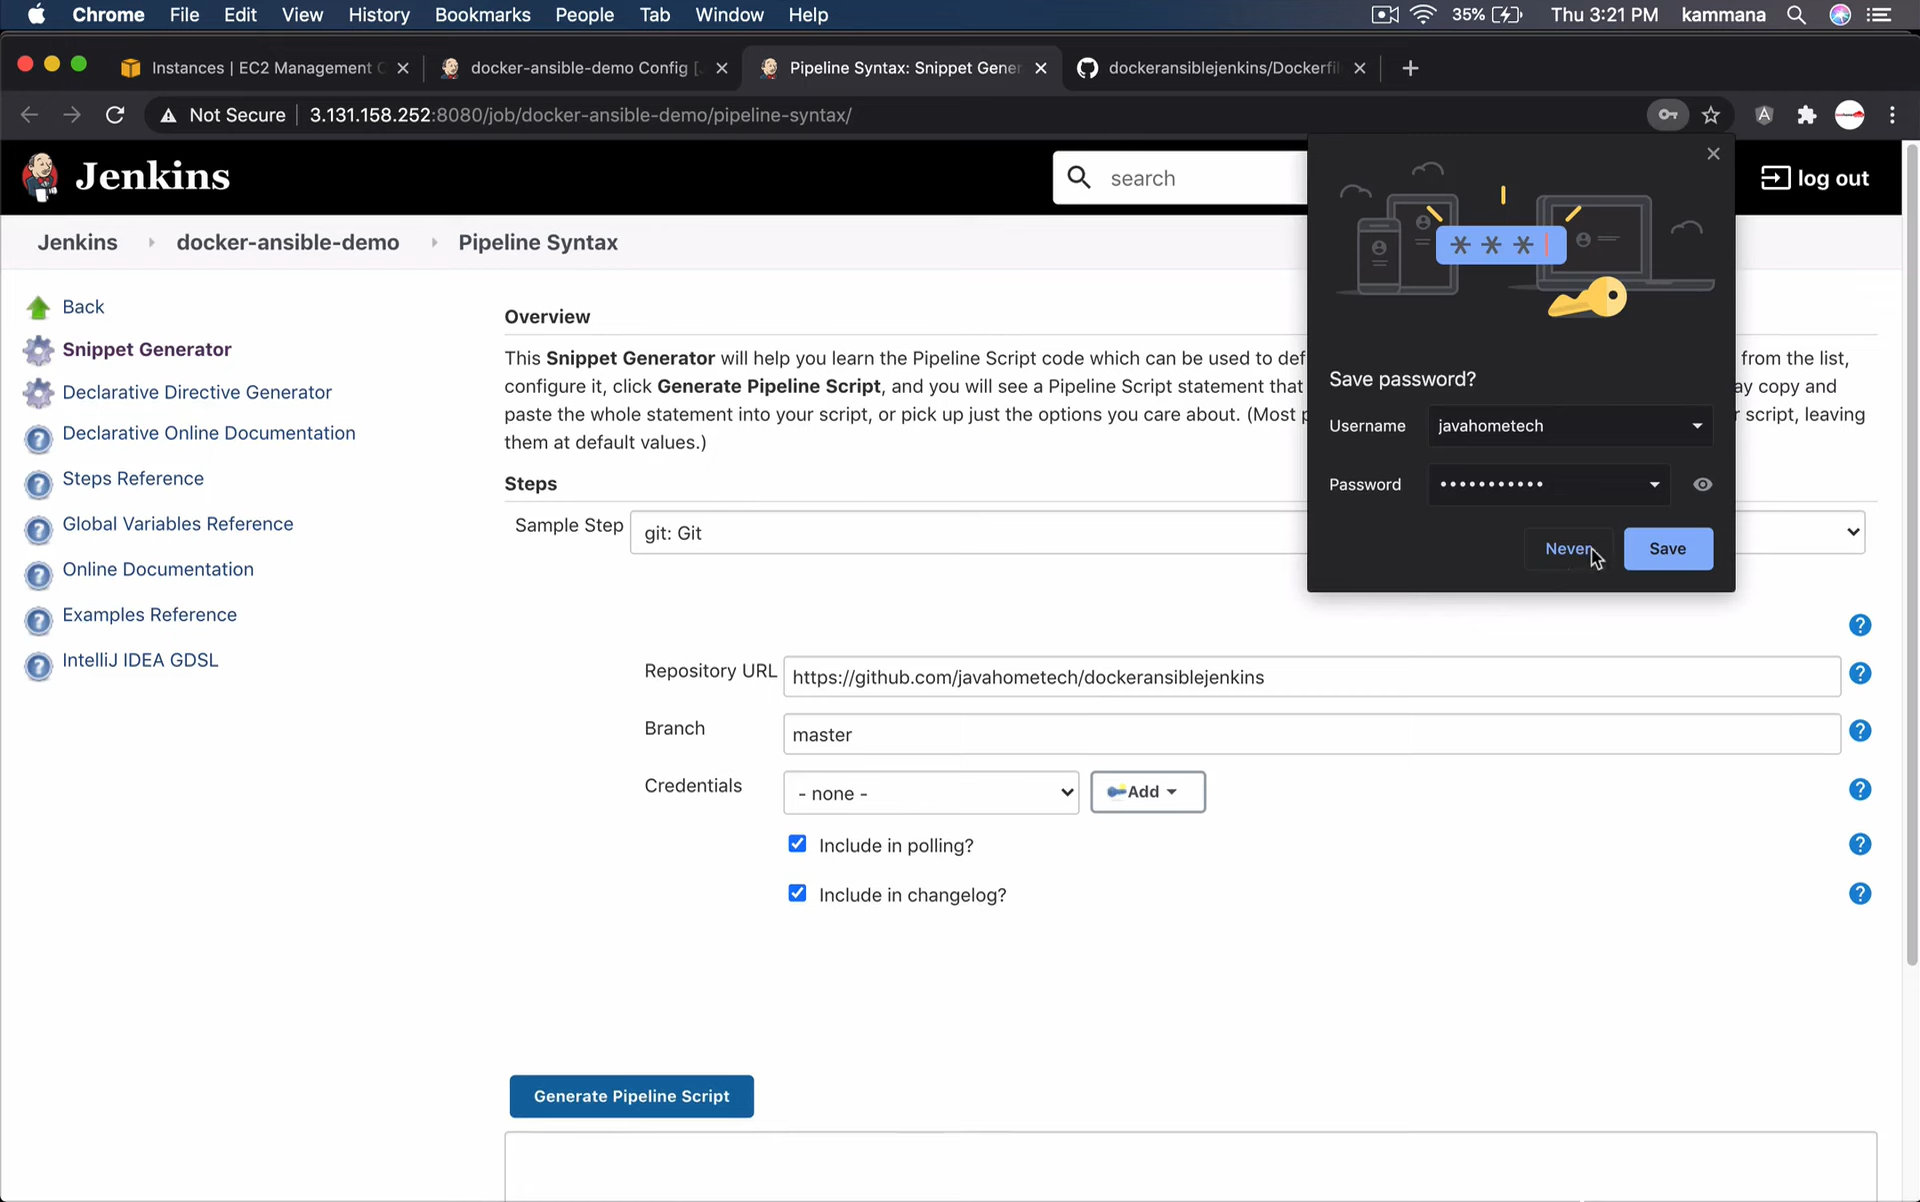 Chrome File Edit View History Bookmarks People Tab Window Help 35% Thu 3:21 PM kammana
Instances | EC2 Management C docker-ansible-demo Config [ Pipeline Syntax: Snippet Gener dockeransiblejenkins/Dockerfil
Not Secure 3.131.158.252:8080/job/docker-ansible-demo/pipeline-syntax/
Jenkins search log out
Jenkins docker-ansible-demo Pipeline Syntax
Back
Snippet Generator
Declarative Directive Generator
Declarative Online Documentation
Steps Reference
Global Variables Reference
Online Documentation
Examples Reference
IntelliJ IDEA GDSL
Overview
This Snippet Generator will help you learn the Pipeline Script code which can be used to def from the list,
configure it, click Generate Pipeline Script, and you will see a Pipeline Script statement that ay copy and
paste the whole statement into your script, or pick up just the options you care about. (Most p r script, leaving
them at default values.)
Steps
Sample Step git: Git
Repository URL https://github.com/javahometech/dockeransiblejenkins
Branch master
Credentials - none - Add
Include in polling?
Include in changelog?
Generate Pipeline Script
* * *
Save password?
Username javahometech
Password •••••••••••
Never Save